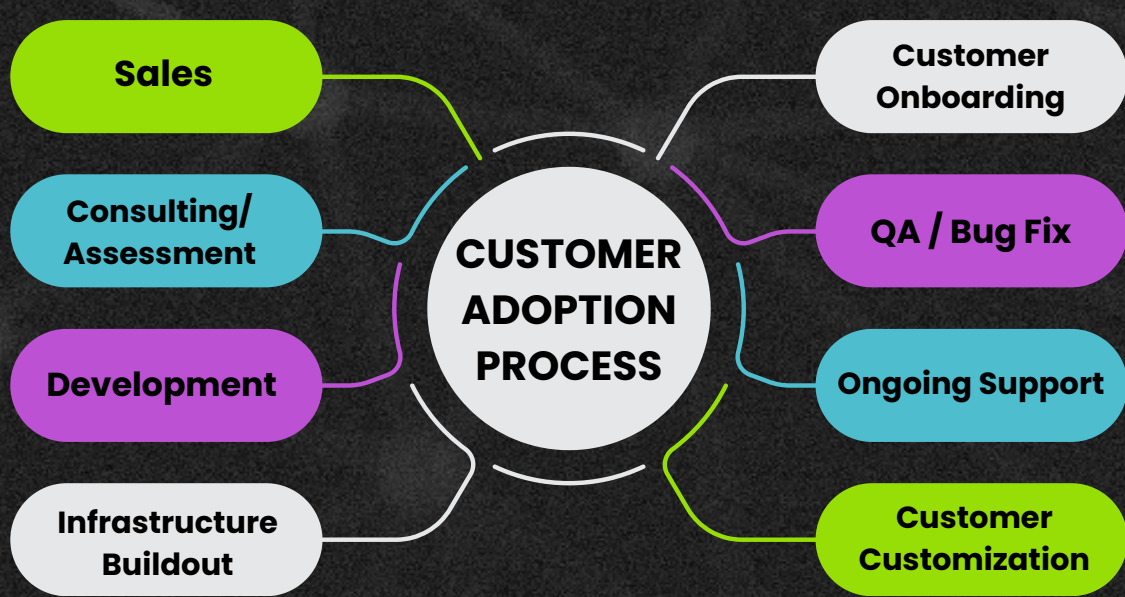 Sales
Consulting/
Assessment
Development
Infrastructure
Buildout
CUSTOMER
ADOPTION
PROCESS
Customer
Onboarding
QA / Bug Fix
Ongoing Support
Customer
Customization